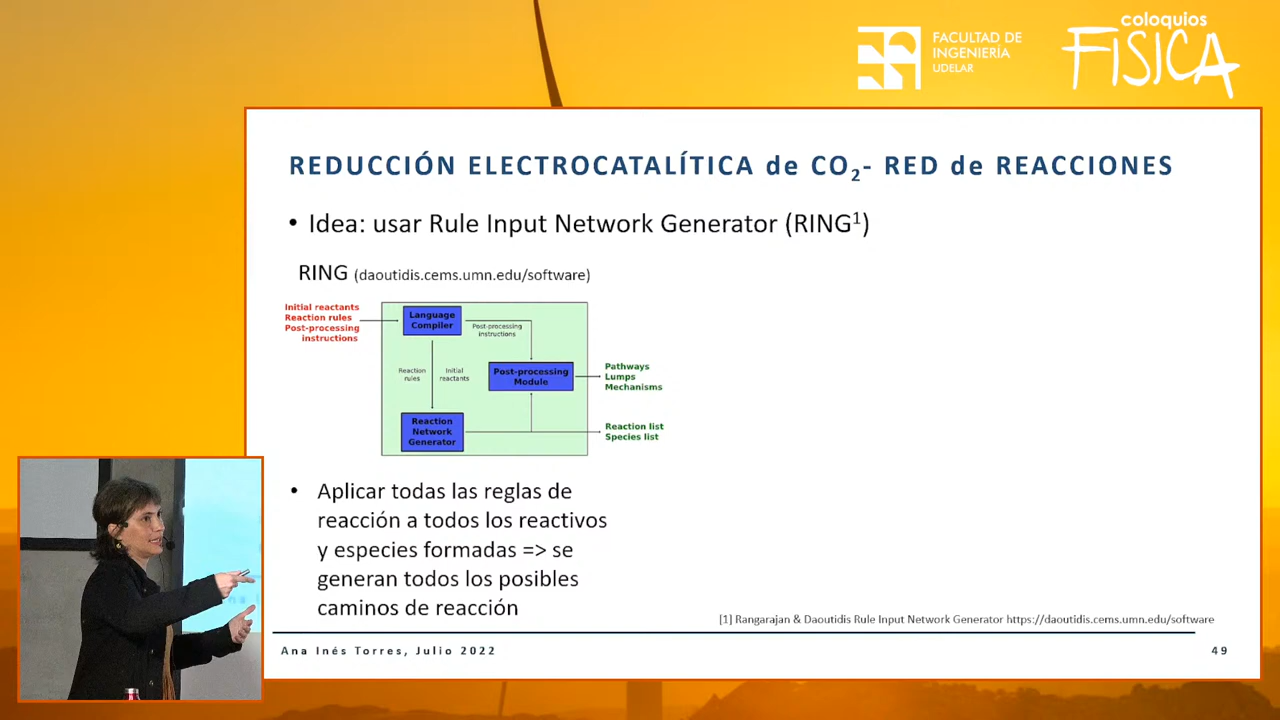 FACULTAD DE
INGENIERÍA
UDELAR
coloquios
FÍSICA
REDUCCIÓN ELECTROCATALÍTICA de CO₂- RED de REACCIONES
• Idea: usar Rule Input Network Generator (RING¹)
RING (daoutidis.cems.umn.edu/software)
Initial reactants
Reaction rules
Post-processing
instructions
Language
Compiler
Post-processing
instructions
Reaction
rules
Initial
reactants
Post-processing
Module
Pathways
Lumps
Mechanisms
Reaction
Network
Generator
Reaction list
Species list
• Aplicar todas las reglas de
reacción a todos los reactivos
y especies formadas => se
generan todos los posibles
caminos de reacción
[1] Rangarajan & Daoutidis Rule Input Network Generator https://daoutidis.cems.umn.edu/software
Ana Inés Torres, Julio 2022
49